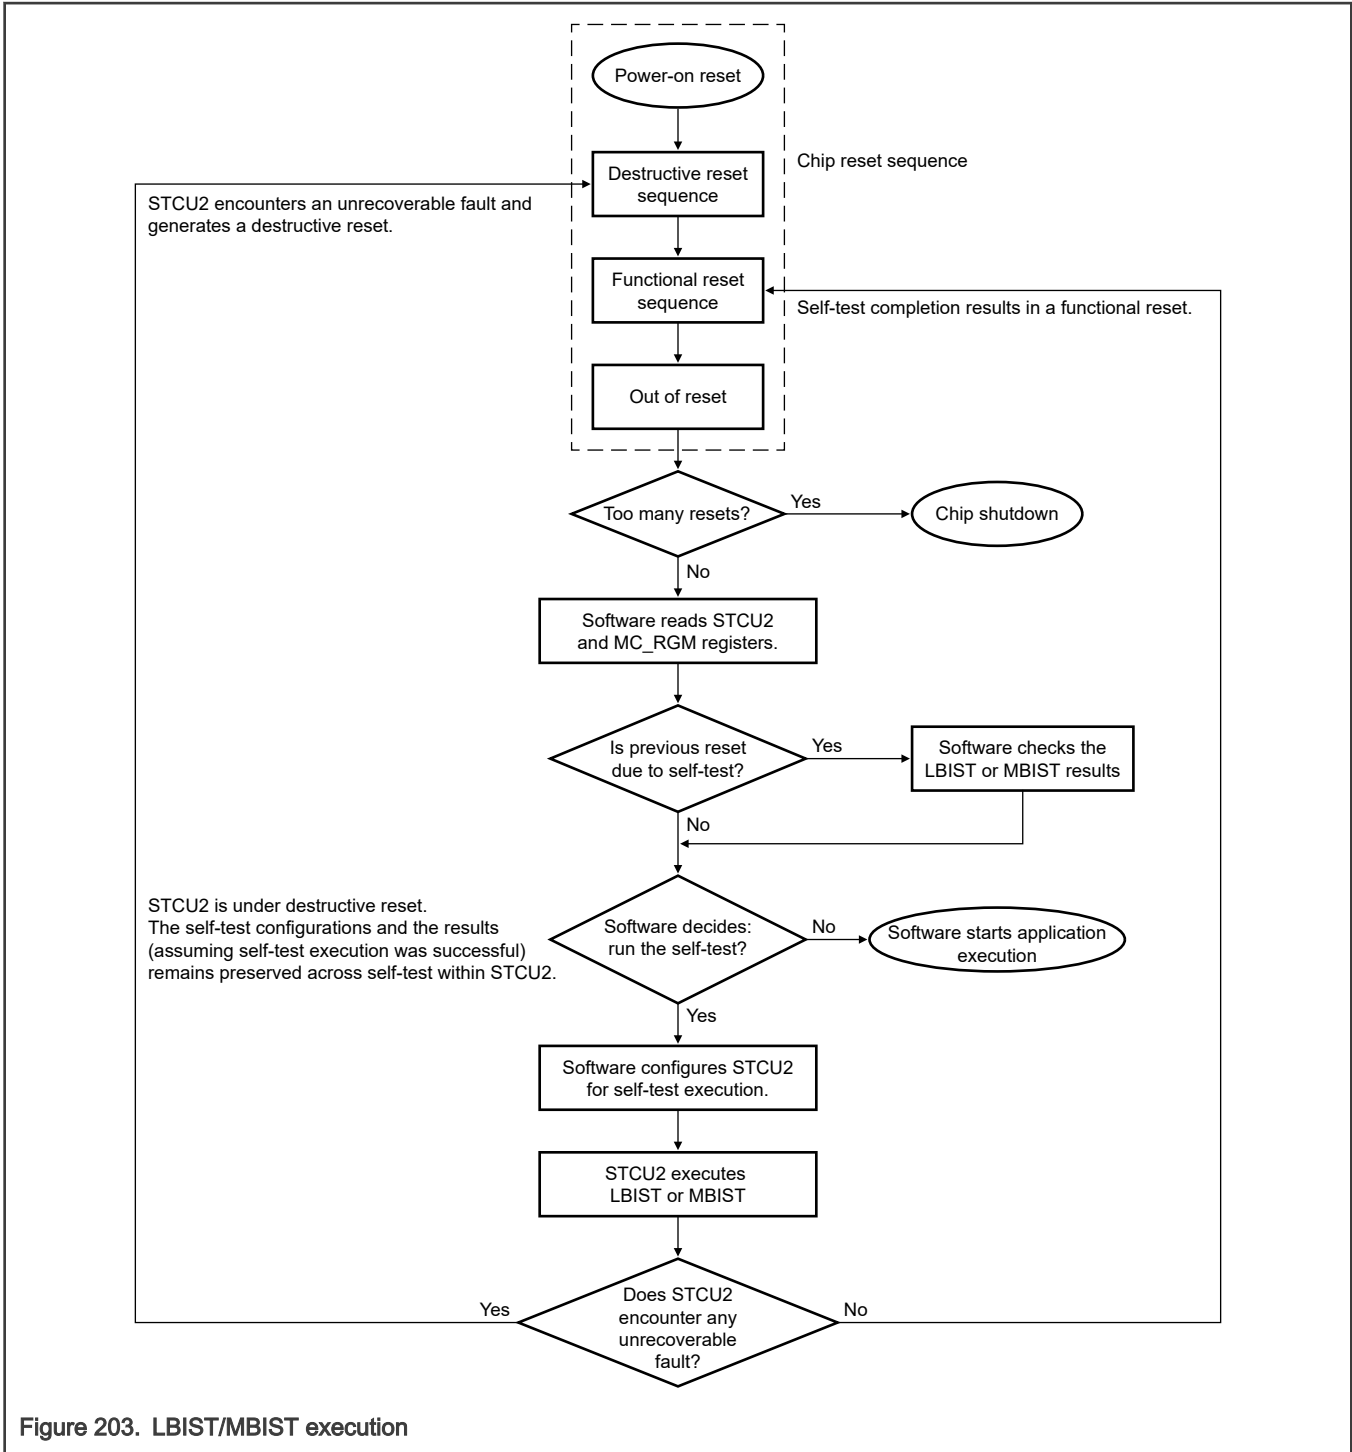 Power-on reset
Chip reset sequence
Destructive reset
sequence
STCU2 encounters an unrecoverable fault and
generates a destructive reset.
Functional reset
sequence
Self-test completion results in a functional reset.
Out of reset
Too many resets?
Yes
Chip shutdown
No
Software reads STCU2
and MC_RGM registers.
Is previous reset
due to self-test?
Yes
Software checks the
LBIST or MBIST results
No
STCU2 is under destructive reset.
The self-test configurations and the results
(assuming self-test execution was successful)
remains preserved across self-test within STCU2.
Software decides:
run the self-test?
No
Software starts application
execution
Yes
Software configures STCU2
for self-test execution.
STCU2 executes
LBIST or MBIST
Does STCU2
encounter any
unrecoverable
fault?
Yes
No
Figure 203. LBIST/MBIST execution